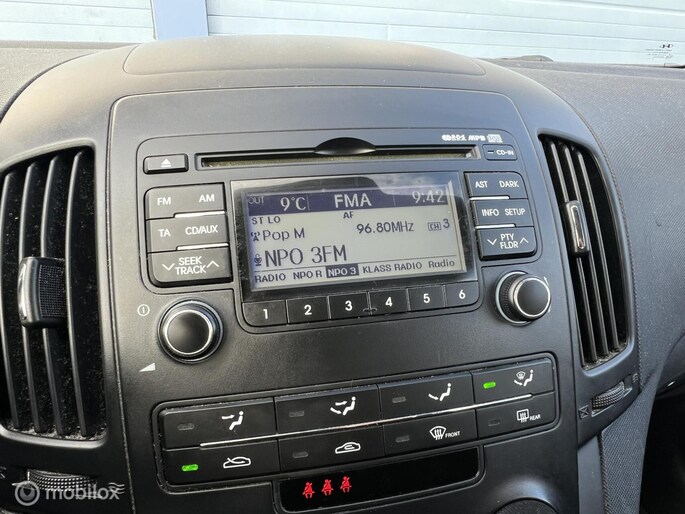 RDS MP3
CD-IN
FM AM
TA CD/AUX
SEEK
TRACK
OUT 9°C FMA 9:42
ST LO AF
Pop M 96.80MHz CH 3
NPO 3FM
RADIO NPO R NPO 3 KLASS RADIO Radio
1 2 3 4 5 6
AST DARK
INFO SETUP
PTY
FLDR
FRONT
REAR
mobilox